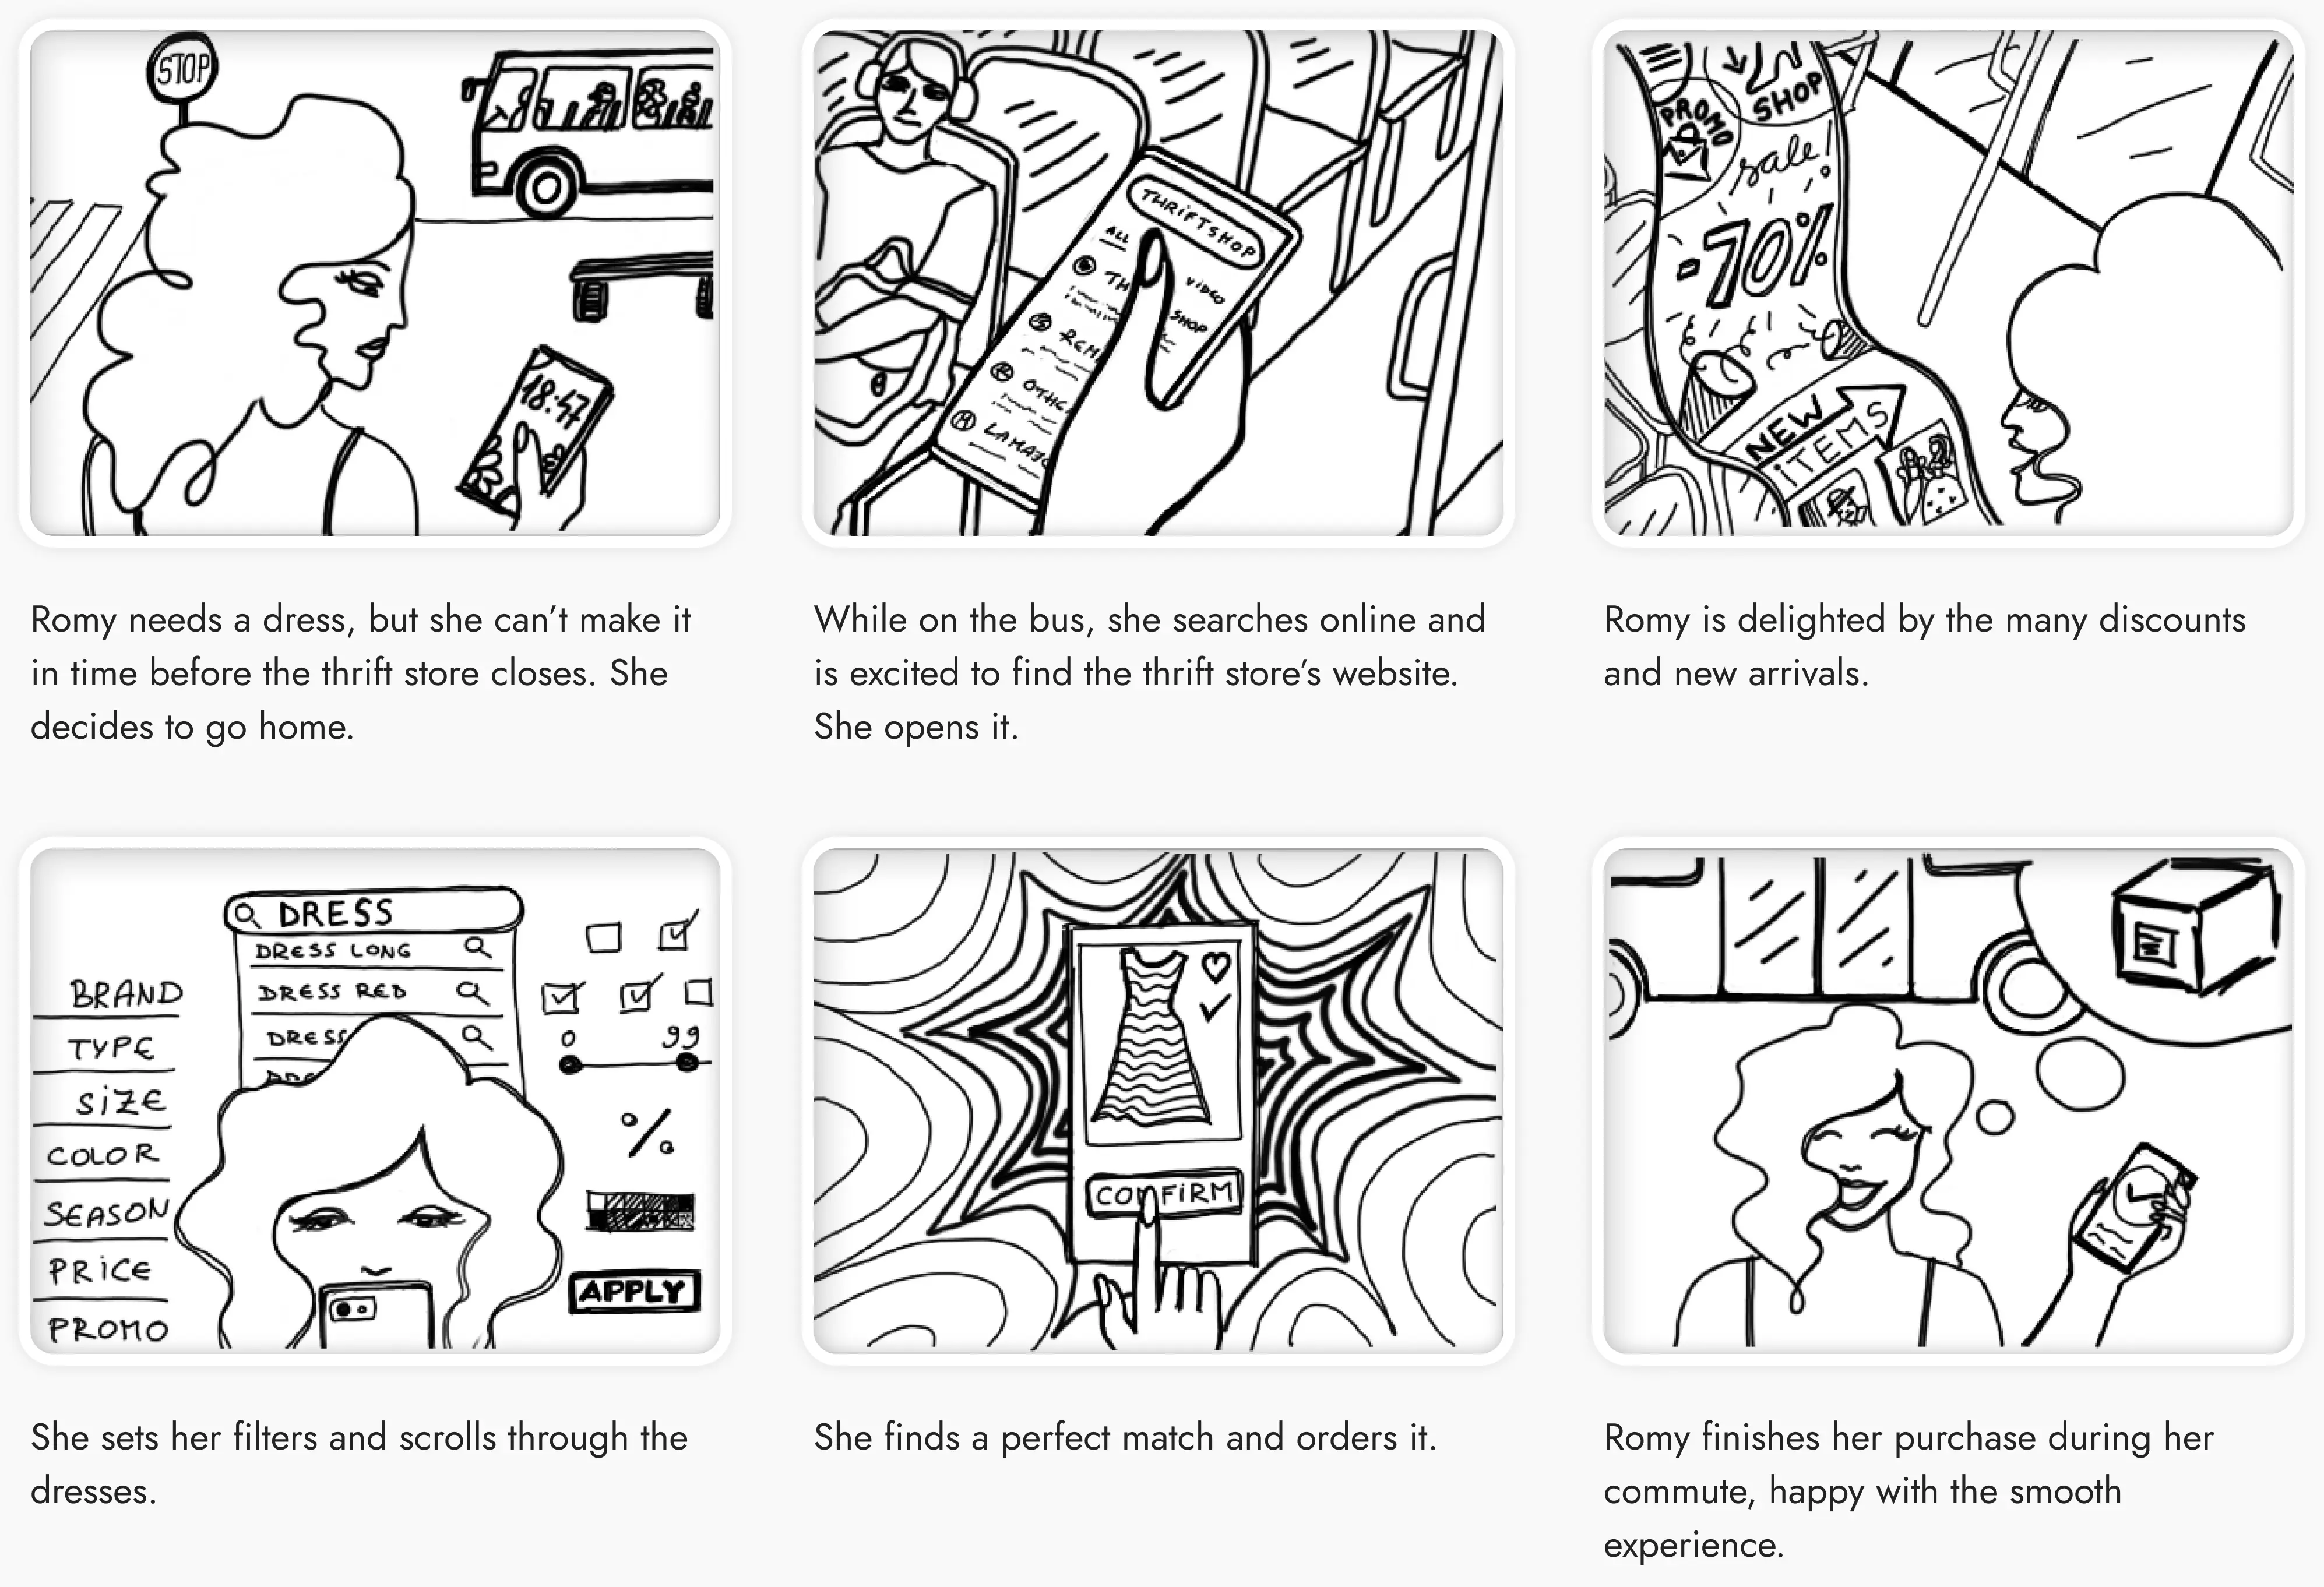 STOP
18:47
Romy needs a dress, but she can’t make it
in time before the thrift store closes. She
decides to go home.
THRiFTSHOP
ALL
ViDEO
SHOP
While on the bus, she searches online and
is excited to find the thrift store’s website.
She opens it.
PROMO
SHOP
sale!
-70%
NEW
iTEMS
Romy is delighted by the many discounts
and new arrivals.
DRESS
DRESS LONG
DRESS RED
DRESS
BRAND
TYPE
SiZE
COLOR
SEASON
PRiCE
PROMO
0 99
%
APPLY
She sets her filters and scrolls through the
dresses.
CONFiRM
She finds a perfect match and orders it.
Romy finishes her purchase during her
commute, happy with the smooth
experience.